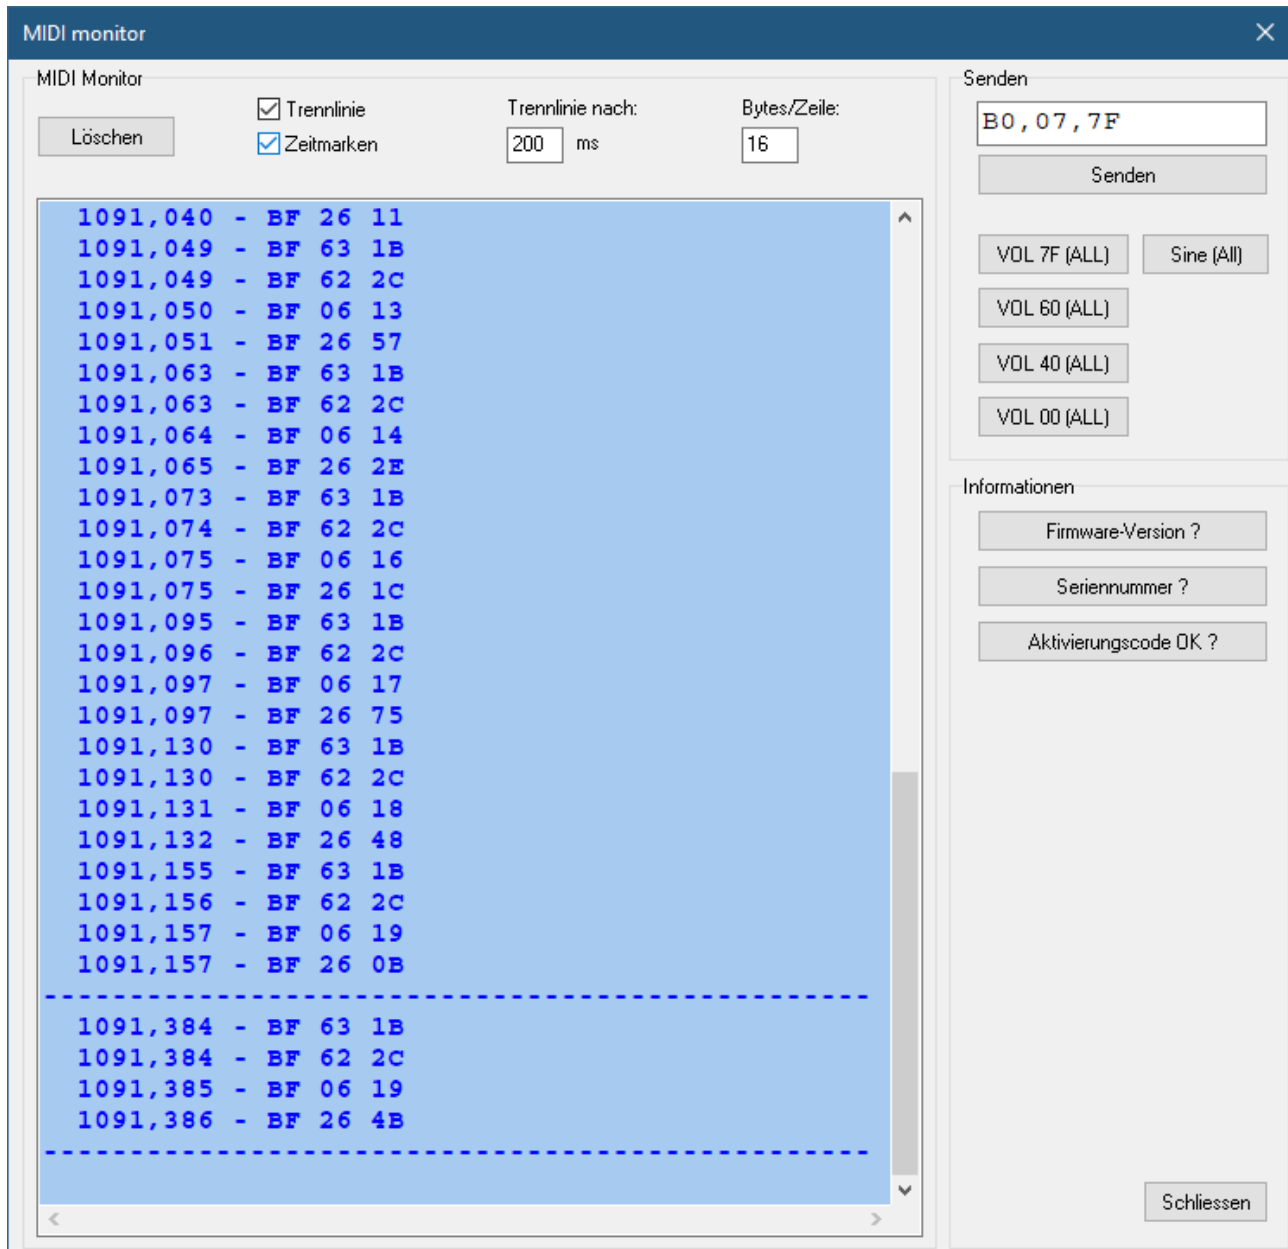 MIDI monitor
MIDI Monitor
Löschen
Trennlinie
Zeitmarken
Trennlinie nach:
200 ms
Bytes/Zeile:
16
1091,040 - BF 26 11
1091,049 - BF 63 1B
1091,049 - BF 62 2C
1091,050 - BF 06 13
1091,051 - BF 26 57
1091,063 - BF 63 1B
1091,063 - BF 62 2C
1091,064 - BF 06 14
1091,065 - BF 26 2E
1091,073 - BF 63 1B
1091,074 - BF 62 2C
1091,075 - BF 06 16
1091,075 - BF 26 1C
1091,095 - BF 63 1B
1091,096 - BF 62 2C
1091,097 - BF 06 17
1091,097 - BF 26 75
1091,130 - BF 63 1B
1091,130 - BF 62 2C
1091,131 - BF 06 18
1091,132 - BF 26 48
1091,155 - BF 63 1B
1091,156 - BF 62 2C
1091,157 - BF 06 19
1091,157 - BF 26 0B
------------------------------------------------
1091,384 - BF 63 1B
1091,384 - BF 62 2C
1091,385 - BF 06 19
1091,386 - BF 26 4B
------------------------------------------------
Senden
B0,07,7F
Senden
VOL 7F (ALL)
Sine (All)
VOL 60 (ALL)
VOL 40 (ALL)
VOL 00 (ALL)
Informationen
Firmware-Version ?
Seriennummer ?
Aktivierungscode OK ?
Schliessen